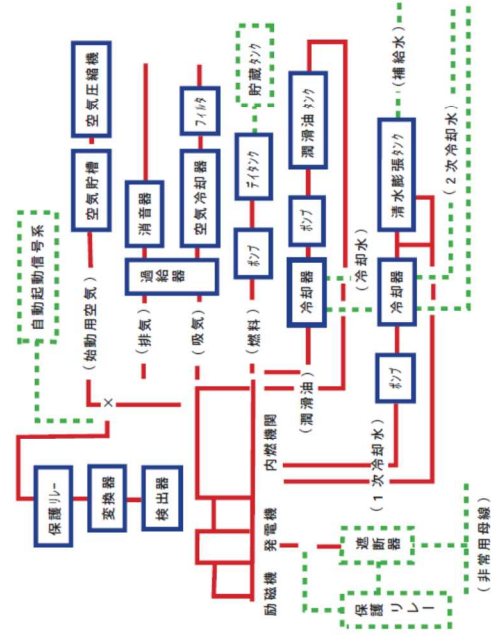 自動起動信号系
空気圧縮機
空気貯槽
(始動用空気)
消音器
(排気)
過給器
フィルタ
空気冷却器
(吸気)
貯蔵タンク
デイタンク
ポンプ
(燃料)
潤滑油タンク
ポンプ
冷却器
(潤滑油)
(冷却水)
(補給水)
清水膨張タンク
冷却器
ポンプ
(2次冷却水)
(1次冷却水)
×
保護リレー
変換器
検出器
内燃機関
発電機
励磁機
遮断器
保護
リレー
(非常用母線)